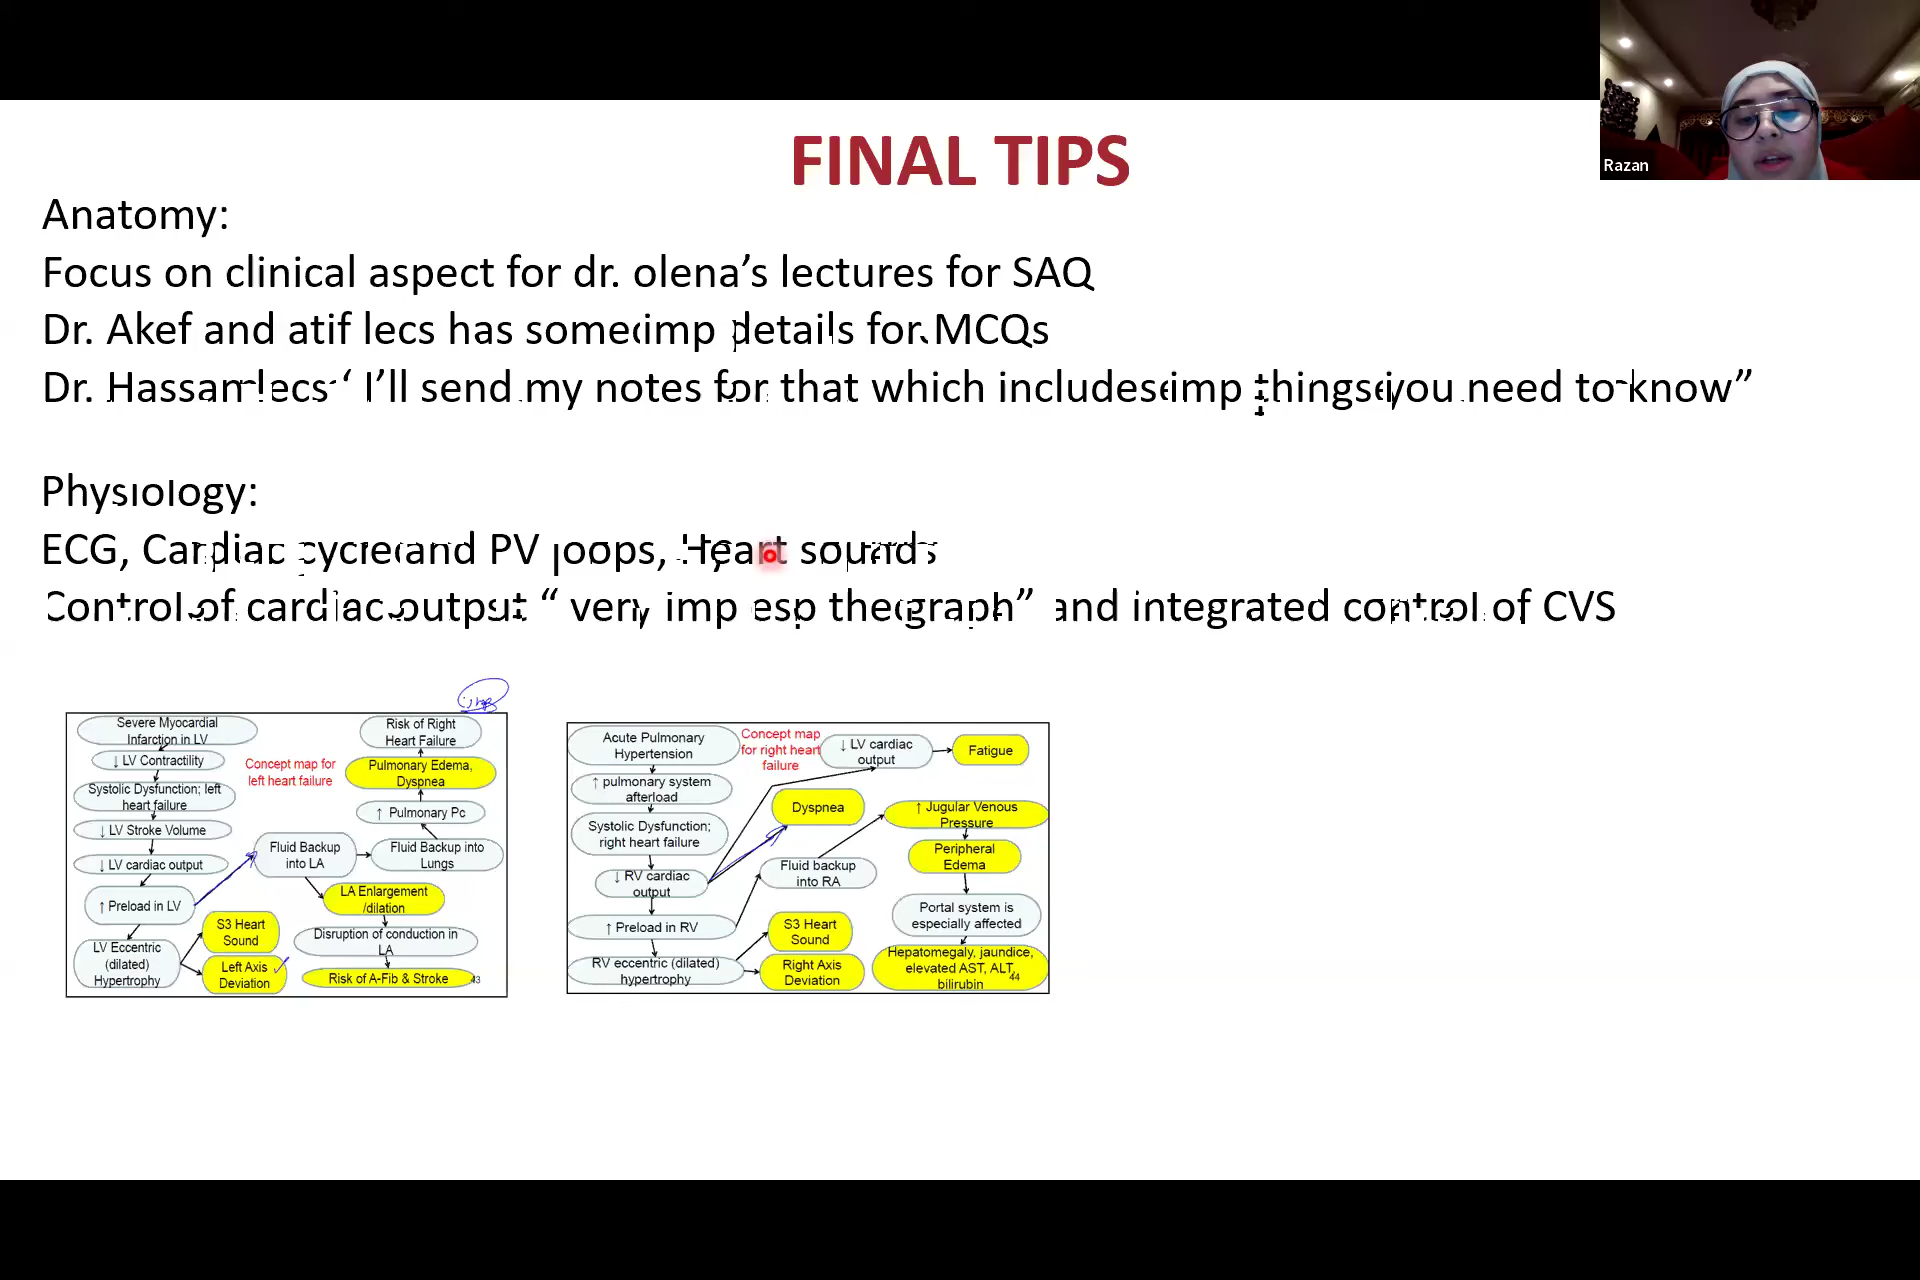 FINAL TIPS
Razan
Anatomy:
Focus on clinical aspect for dr. olena’s lectures for SAQ
Dr. Akef and atif lecs has some imp details for MCQs
Dr. Hassan lecs “ I’ll send my notes for that which includes imp things you need to know”
Physiology:
ECG, Cardiac cycle and PV loops, Heart sounds
Control of cardiac output “ very imp esp the graph” and integrated control of CVS
Severe Myocardial
Infarction in LV
↓ LV Contractility
Systolic Dysfunction; left
heart failure
↓ LV Stroke Volume
↓ LV cardiac output
↑ Preload in LV
LV Eccentric
(dilated)
Hypertrophy
S3 Heart
Sound
Left Axis
Deviation
Concept map for
left heart failure
Fluid Backup
into LA
Fluid Backup into
Lungs
↑ Pulmonary Pc
Pulmonary Edema,
Dyspnea
Risk of Right
Heart Failure
LA Enlargement
/dilation
Disruption of conduction in
LA
Risk of A-Fib & Stroke
43
Acute Pulmonary
Hypertension
↑ pulmonary system
afterload
Systolic Dysfunction;
right heart failure
↓ RV cardiac
output
↑ Preload in RV
RV eccentric (dilated)
hypertrophy
S3 Heart
Sound
Right Axis
Deviation
Concept map
for right heart
failure
↓ LV cardiac
output
Fatigue
Dyspnea
Fluid backup
into RA
↑ Jugular Venous
Pressure
Peripheral
Edema
Portal system is
especially affected
Hepatomegaly, jaundice,
elevated AST, ALT,
bilirubin
44